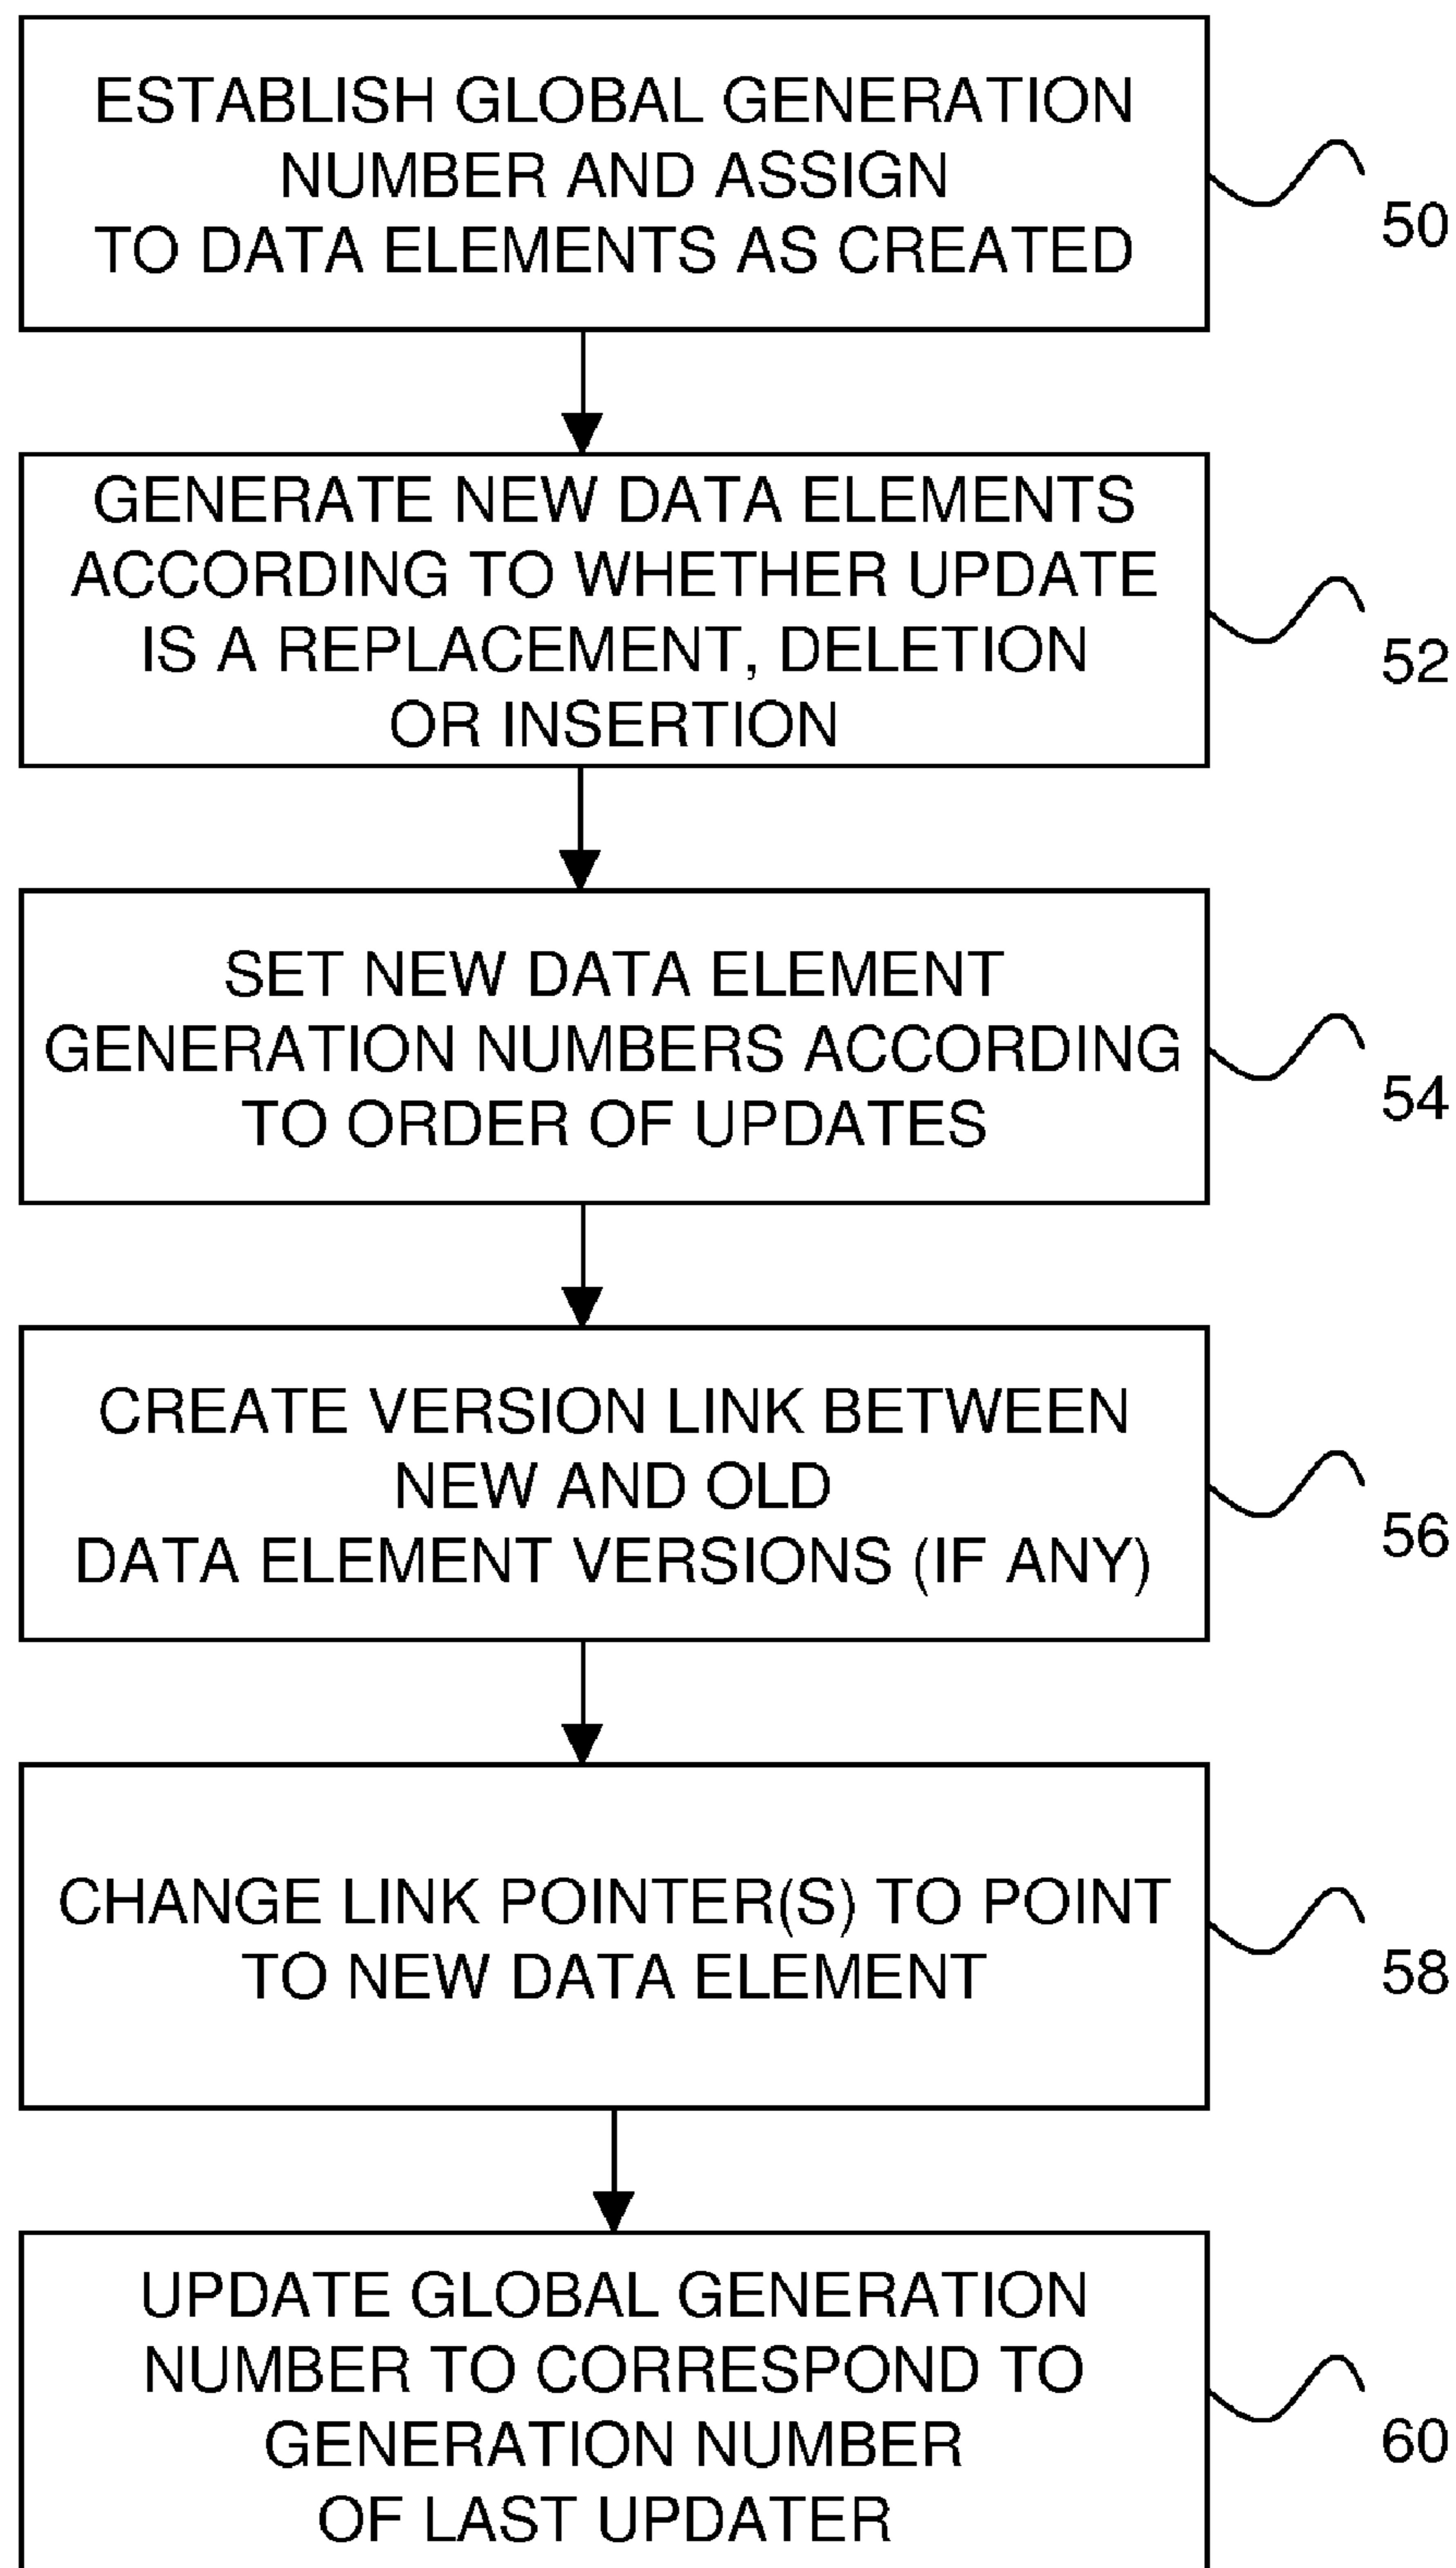 ESTABLISH GLOBAL GENERATION
NUMBER AND ASSIGN
TO DATA ELEMENTS AS CREATED
50
GENERATE NEW DATA ELEMENTS
ACCORDING TO WHETHER UPDATE
IS A REPLACEMENT, DELETION
OR INSERTION
52
SET NEW DATA ELEMENT
GENERATION NUMBERS ACCORDING
TO ORDER OF UPDATES
54
CREATE VERSION LINK BETWEEN
NEW AND OLD
DATA ELEMENT VERSIONS (IF ANY)
56
CHANGE LINK POINTER(S) TO POINT
TO NEW DATA ELEMENT
58
UPDATE GLOBAL GENERATION
NUMBER TO CORRESPOND TO
GENERATION NUMBER
OF LAST UPDATER
60